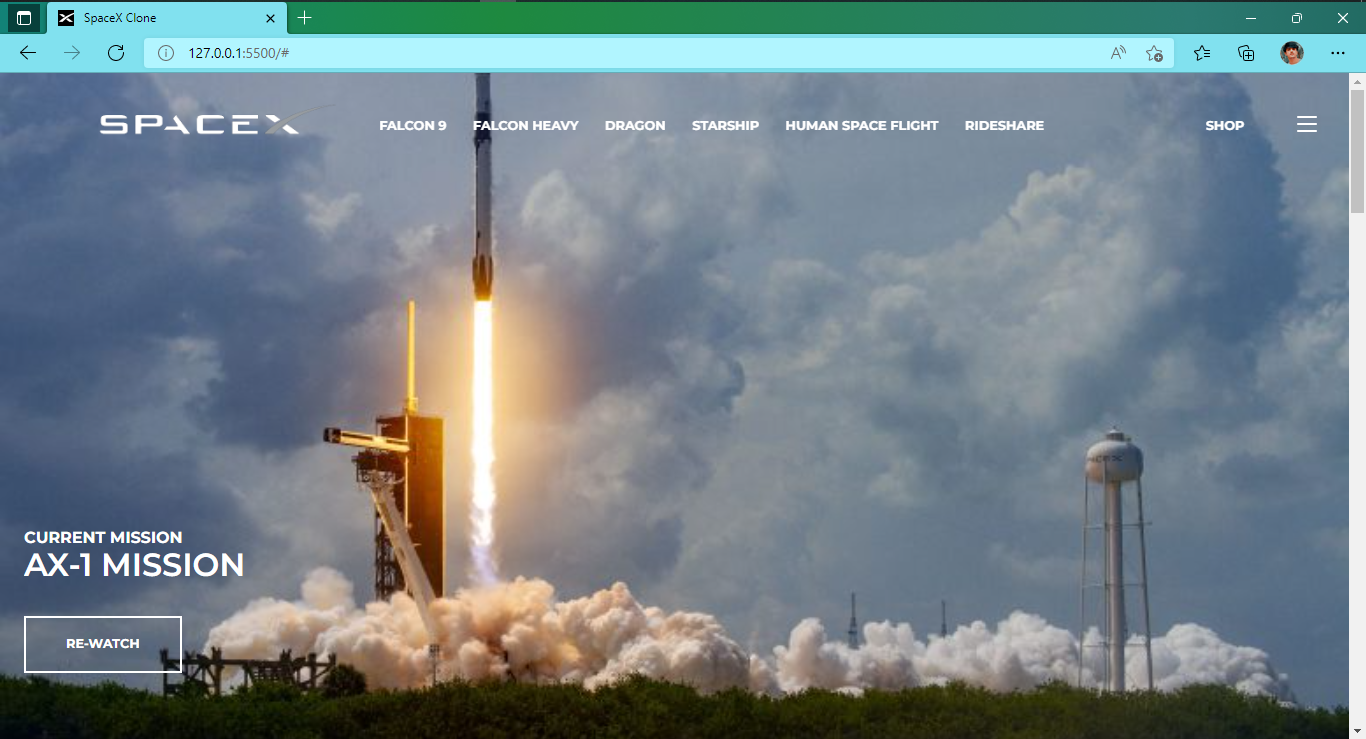 SpaceX Clone
127.0.0.1:5500/#
SPACEX
FALCON 9 FALCON HEAVY DRAGON STARSHIP HUMAN SPACE FLIGHT RIDESHARE SHOP
CURRENT MISSION
AX-1 MISSION
RE-WATCH